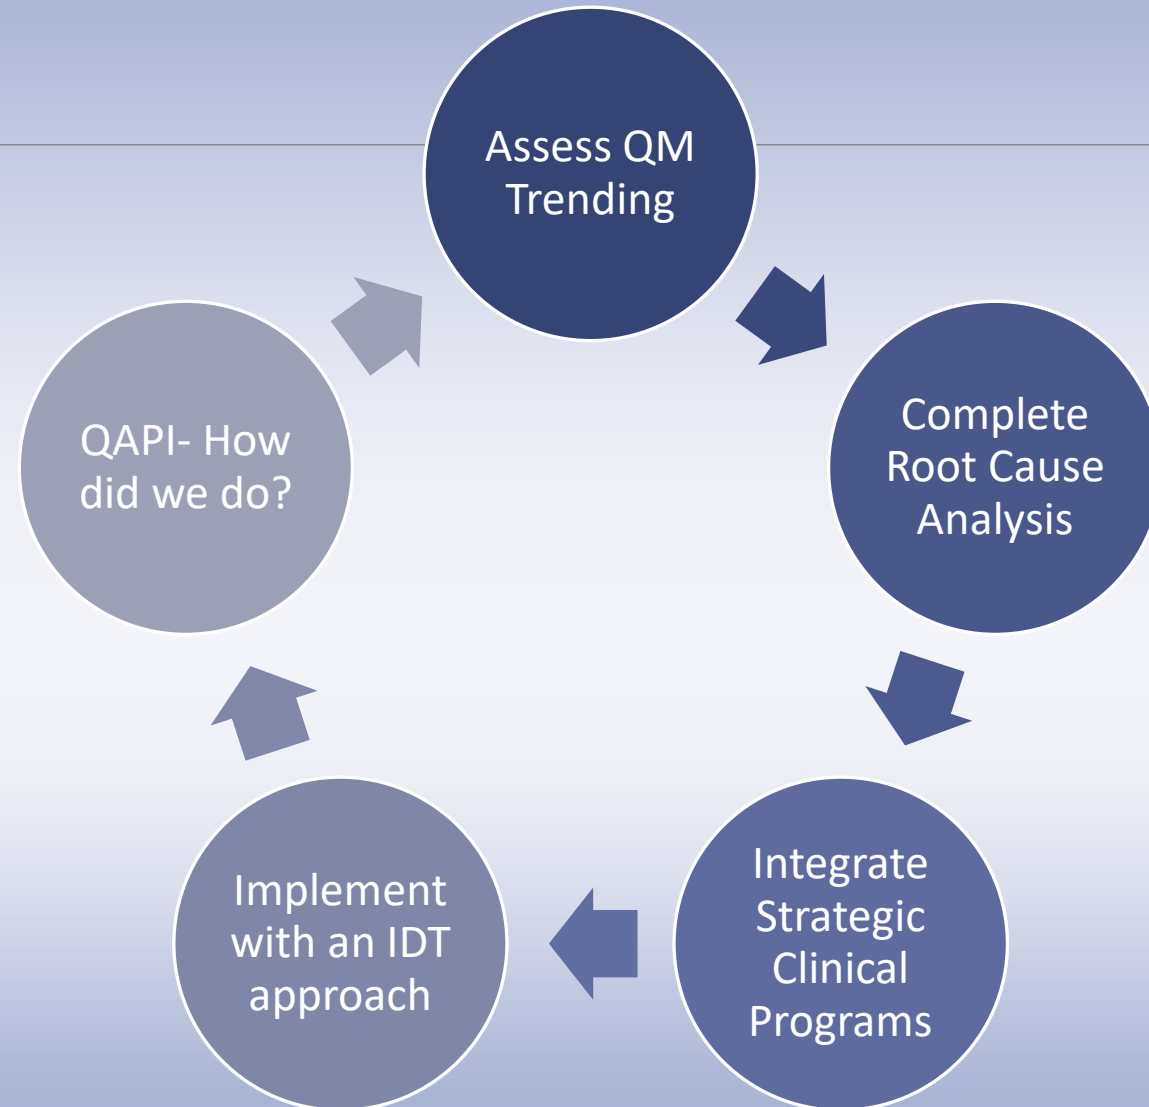 Assess QM
Trending
Complete
Root Cause
Analysis
Integrate
Strategic
Clinical
Programs
Implement
with an IDT
approach
QAPI- How
did we do?